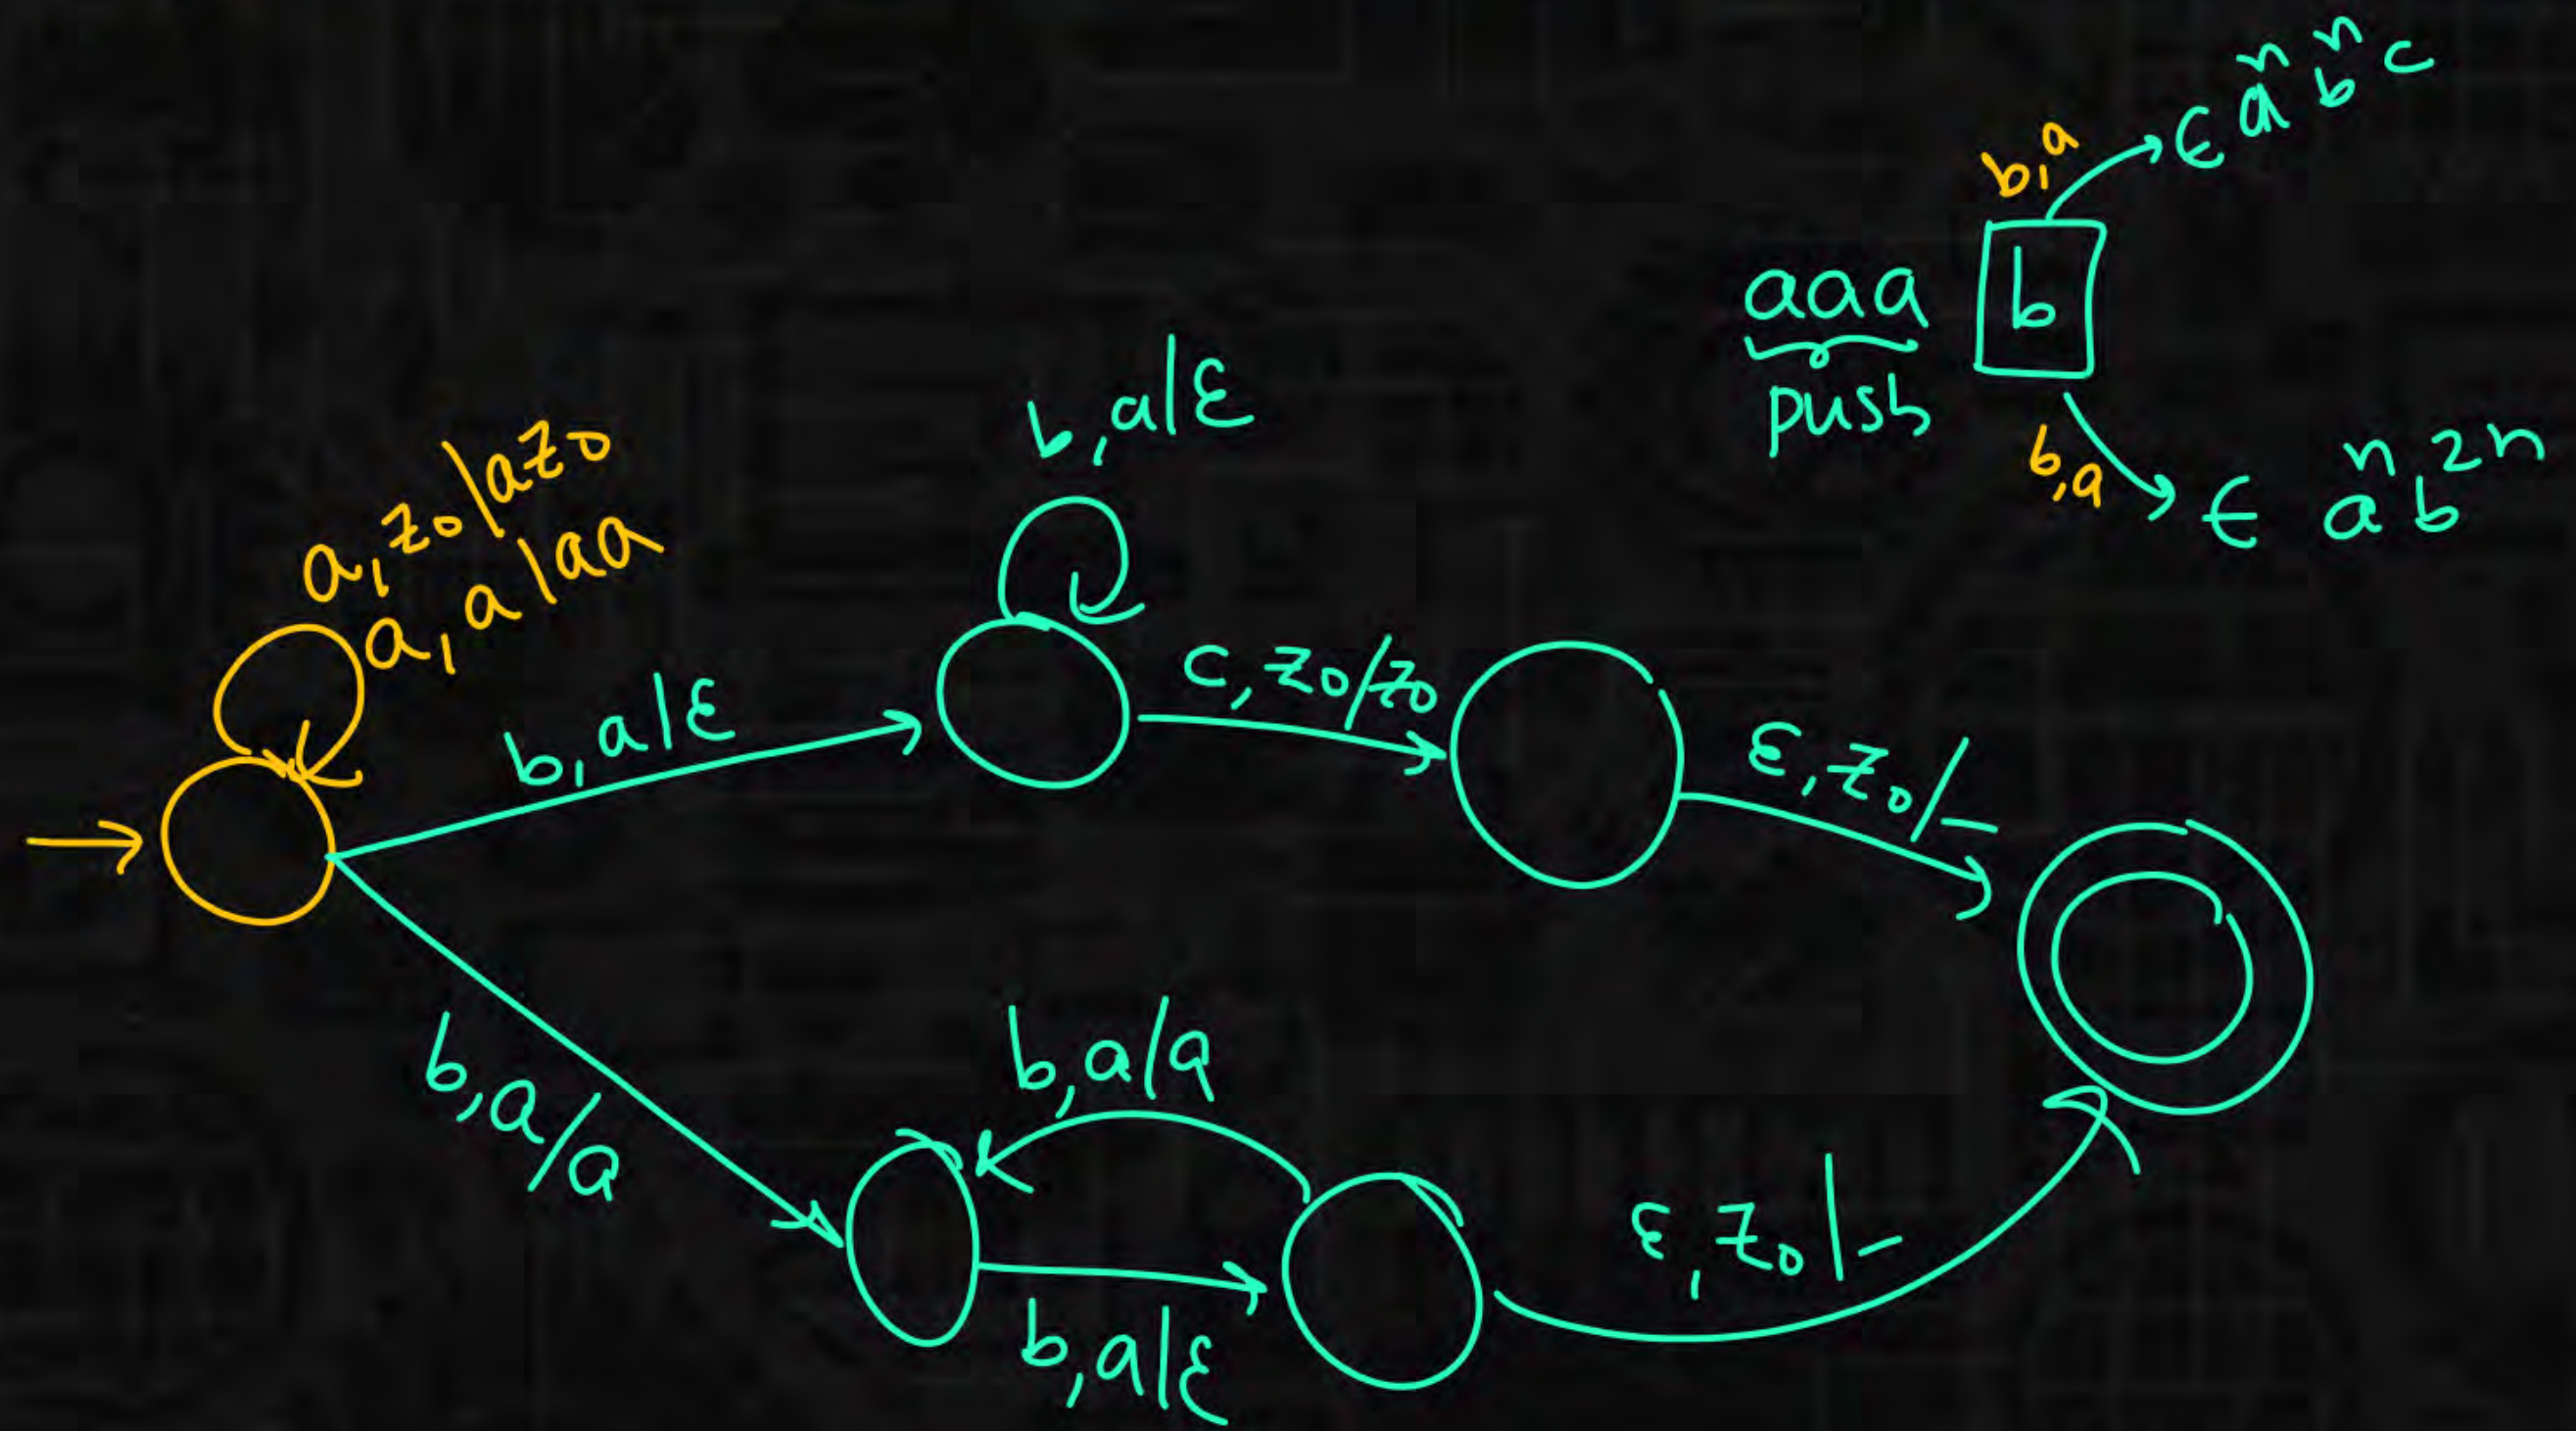 a^n b^n c
b,a → ∈
aaa
b
push
b,a → ∈ a^n b^2n
b,a|ε
a,z0|az0
a,a|aa
c,z0/z0
b,a|ε
ε,z0/−
b,a/a
b,a/a
b,a|ε
ε,z0|−